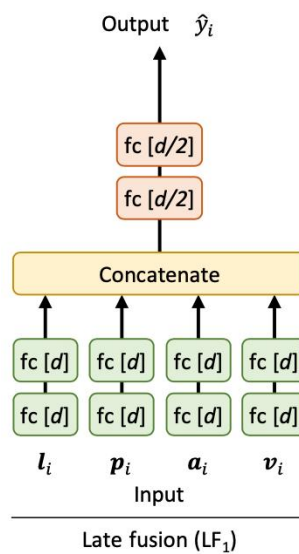 Output ŷᵢ
fc [d/2]
fc [d/2]
Concatenate
fc [d] fc [d] fc [d] fc [d]
fc [d] fc [d] fc [d] fc [d]
lᵢ pᵢ aᵢ vᵢ
Input
Late fusion (LF₁)